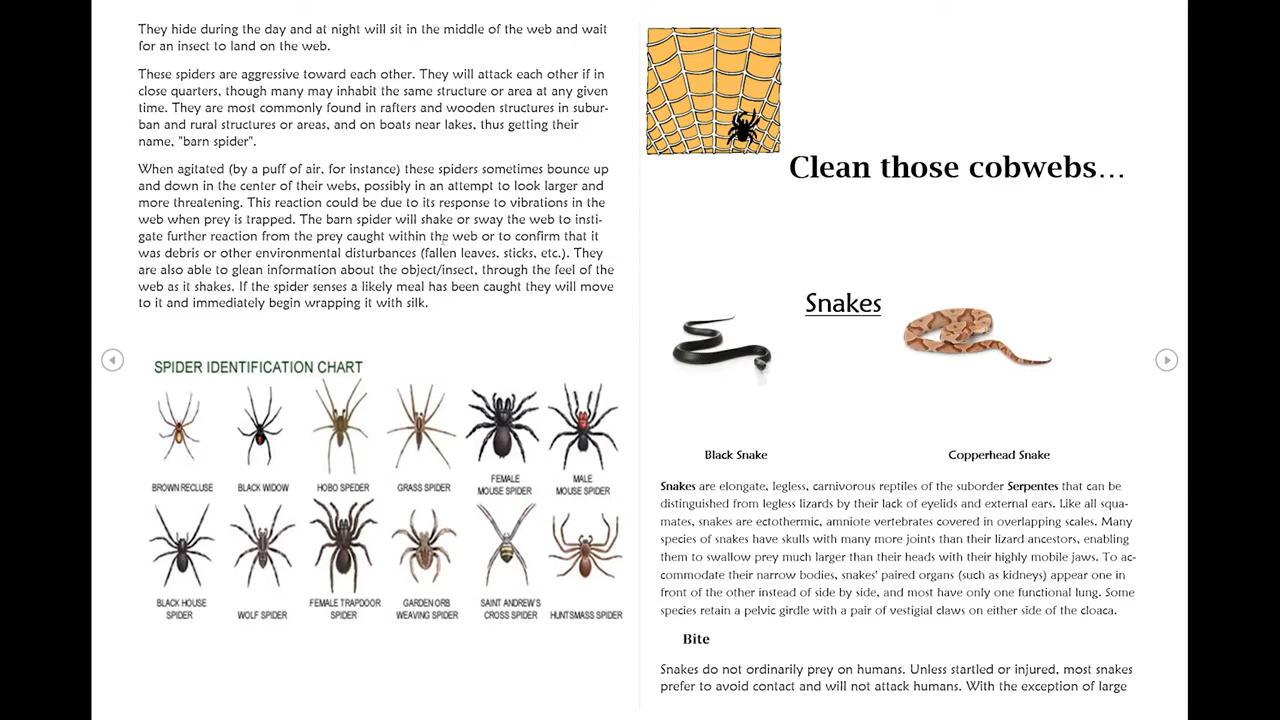 They hide during the day and at night will sit in the middle of the web and wait
for an insect to land on the web.
These spiders are aggressive toward each other. They will attack each other if in
close quarters, though many may inhabit the same structure or area at any given
time. They are most commonly found in rafters and wooden structures in subur-
ban and rural structures or areas, and on boats near lakes, thus getting their
name, "barn spider".
When agitated (by a puff of air, for instance) these spiders sometimes bounce up
and down in the center of their webs, possibly in an attempt to look larger and
more threatening. This reaction could be due to its response to vibrations in the
web when prey is trapped. The barn spider will shake or sway the web to insti-
gate further reaction from the prey caught within the web or to confirm that it
was debris or other environmental disturbances (fallen leaves, sticks, etc.). They
are also able to glean information about the object/insect, through the feel of the
web as it shakes. If the spider senses a likely meal has been caught they will move
to it and immediately begin wrapping it with silk.
SPIDER IDENTIFICATION CHART
BROWN RECLUSE
BLACK WIDOW
HOBO SPEDER
GRASS SPIDER
FEMALE
MOUSE SPIDER
MALE
MOUSE SPIDER
BLACK HOUSE
SPIDER
WOLF SPIDER
FEMALE TRAPDOOR
SPIDER
GARDEN ORB
WEAVING SPIDER
SAINT ANDREW'S
CROSS SPIDER
HUNTSMASS SPIDER
Clean those cobwebs...
Snakes
Black Snake
Copperhead Snake
Snakes are elongate, legless, carnivorous reptiles of the suborder Serpentes that can be
distinguished from legless lizards by their lack of eyelids and external ears. Like all squa-
mates, snakes are ectothermic, amniote vertebrates covered in overlapping scales. Many
species of snakes have skulls with many more joints than their lizard ancestors, enabling
them to swallow prey much larger than their heads with their highly mobile jaws. To ac-
commodate their narrow bodies, snakes' paired organs (such as kidneys) appear one in
front of the other instead of side by side, and most have only one functional lung. Some
species retain a pelvic girdle with a pair of vestigial claws on either side of the cloaca.
Bite
Snakes do not ordinarily prey on humans. Unless startled or injured, most snakes
prefer to avoid contact and will not attack humans. With the exception of large